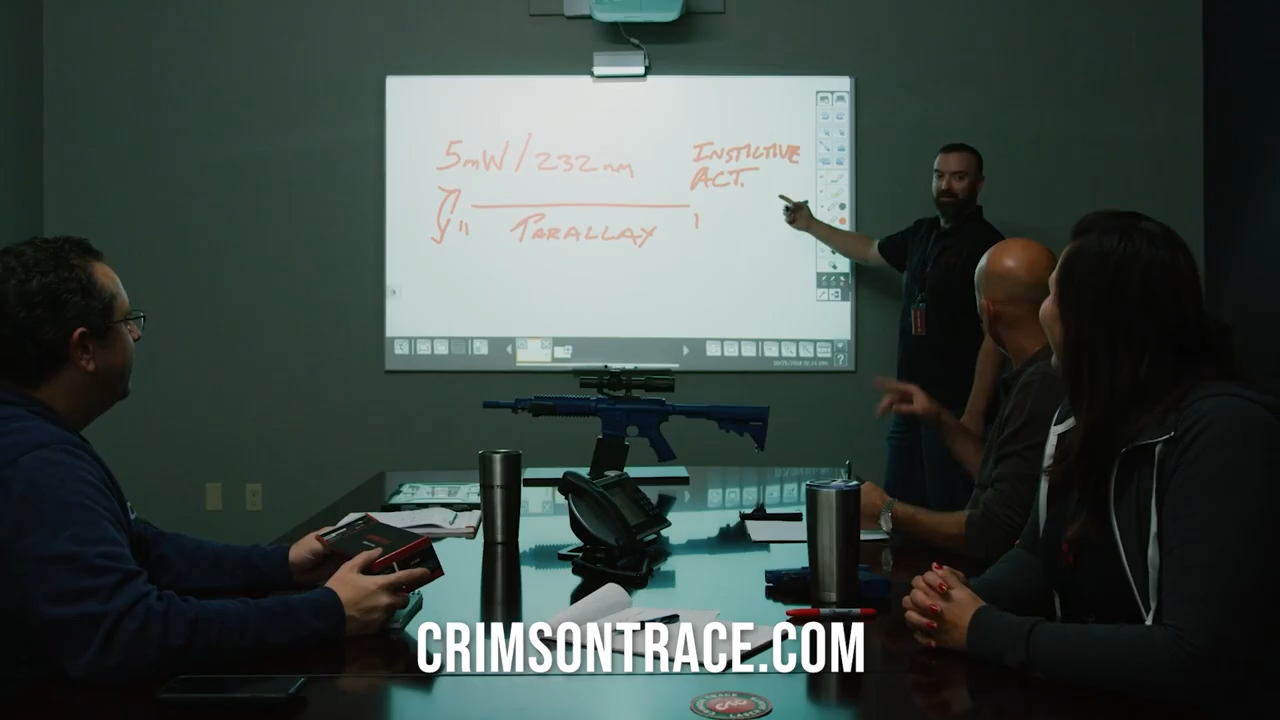 5mW/232nm
INSTICTIVE
ACT.
PARALLAX
CRIMSONTRACE.COM